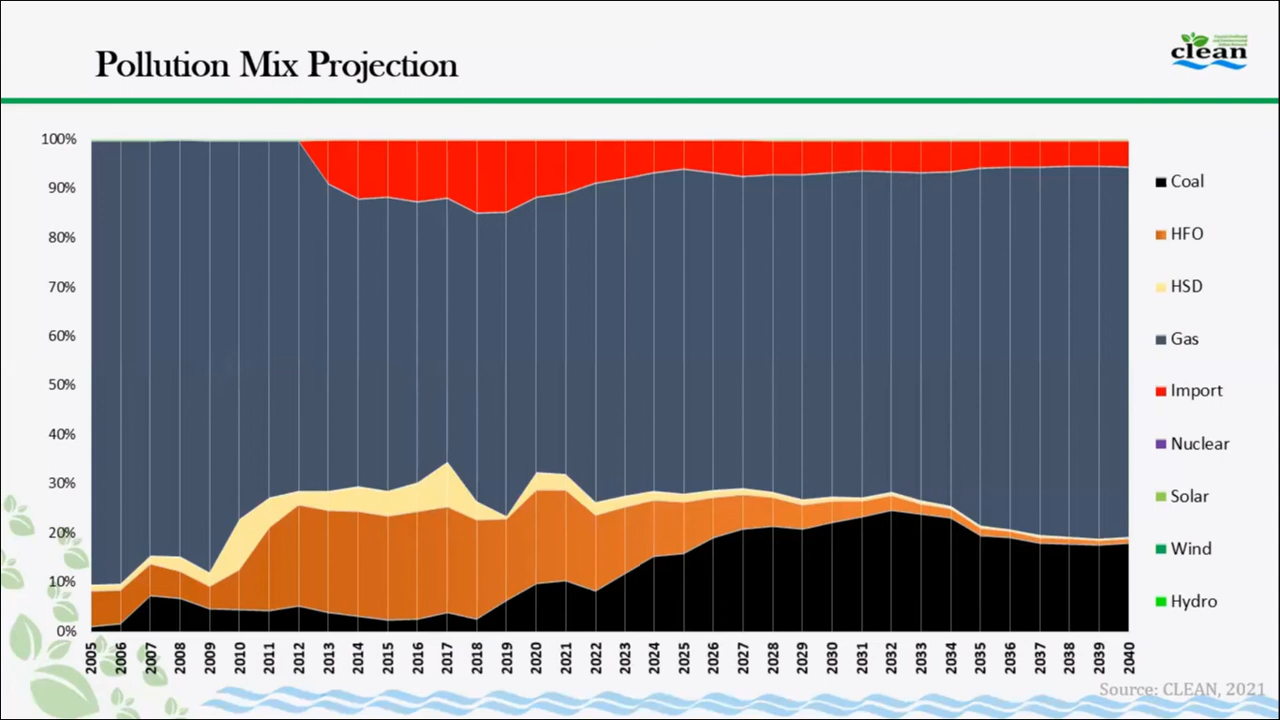 Pollution Mix Projection
clean
100%
90%
80%
70%
60%
50%
40%
30%
20%
10%
0%
2005 2006 2007 2008 2009 2010 2011 2012 2013 2014 2015 2016 2017 2018 2019 2020 2021 2022 2023 2024 2025 2026 2027 2028 2029 2030 2031 2032 2033 2034 2035 2036 2037 2038 2039 2040
Coal
HFO
HSD
Gas
Import
Nuclear
Solar
Wind
Hydro
Source: CLEAN, 2021